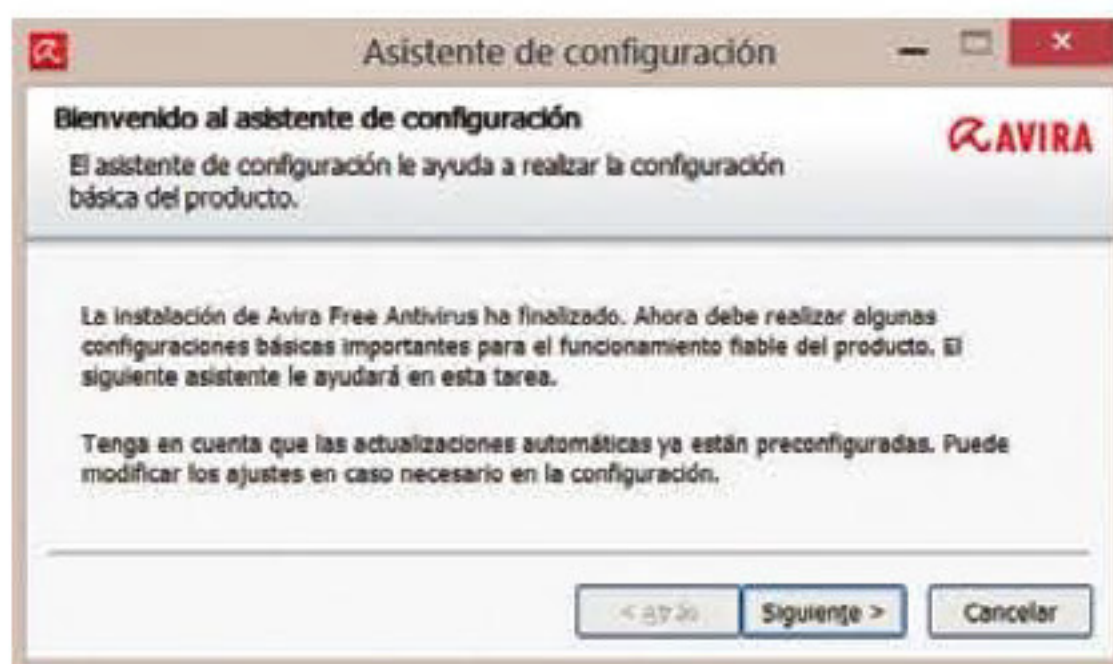 Asistente de configuración
Bienvenido al asistente de configuración
AVIRA
El asistente de configuración le ayuda a realizar la configuración
básica del producto.
La instalación de Avira Free Antivirus ha finalizado. Ahora debe realizar algunas
configuraciones básicas importantes para el funcionamiento fiable del producto. El
siguiente asistente le ayudará en esta tarea.
Tenga en cuenta que las actualizaciones automáticas ya están preconfiguradas. Puede
modificar los ajustes en caso necesario en la configuración.
Siguiente >
Cancelar